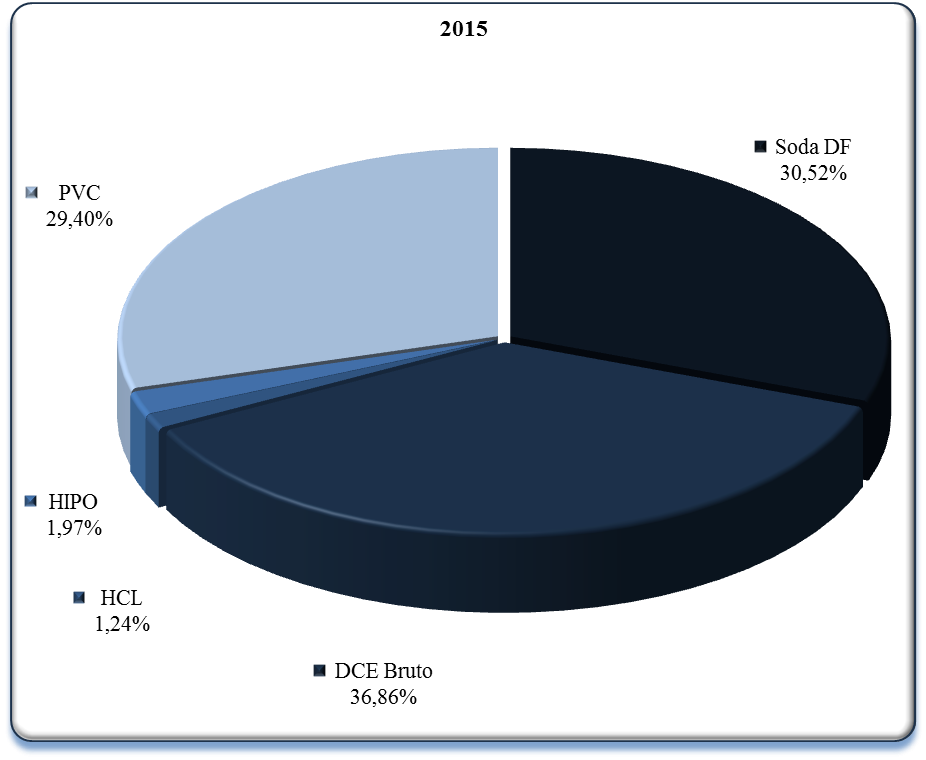 2015
Soda DF
30,52%
PVC
29,40%
HIPO
1,97%
HCL
1,24%
DCE Bruto
36,86%